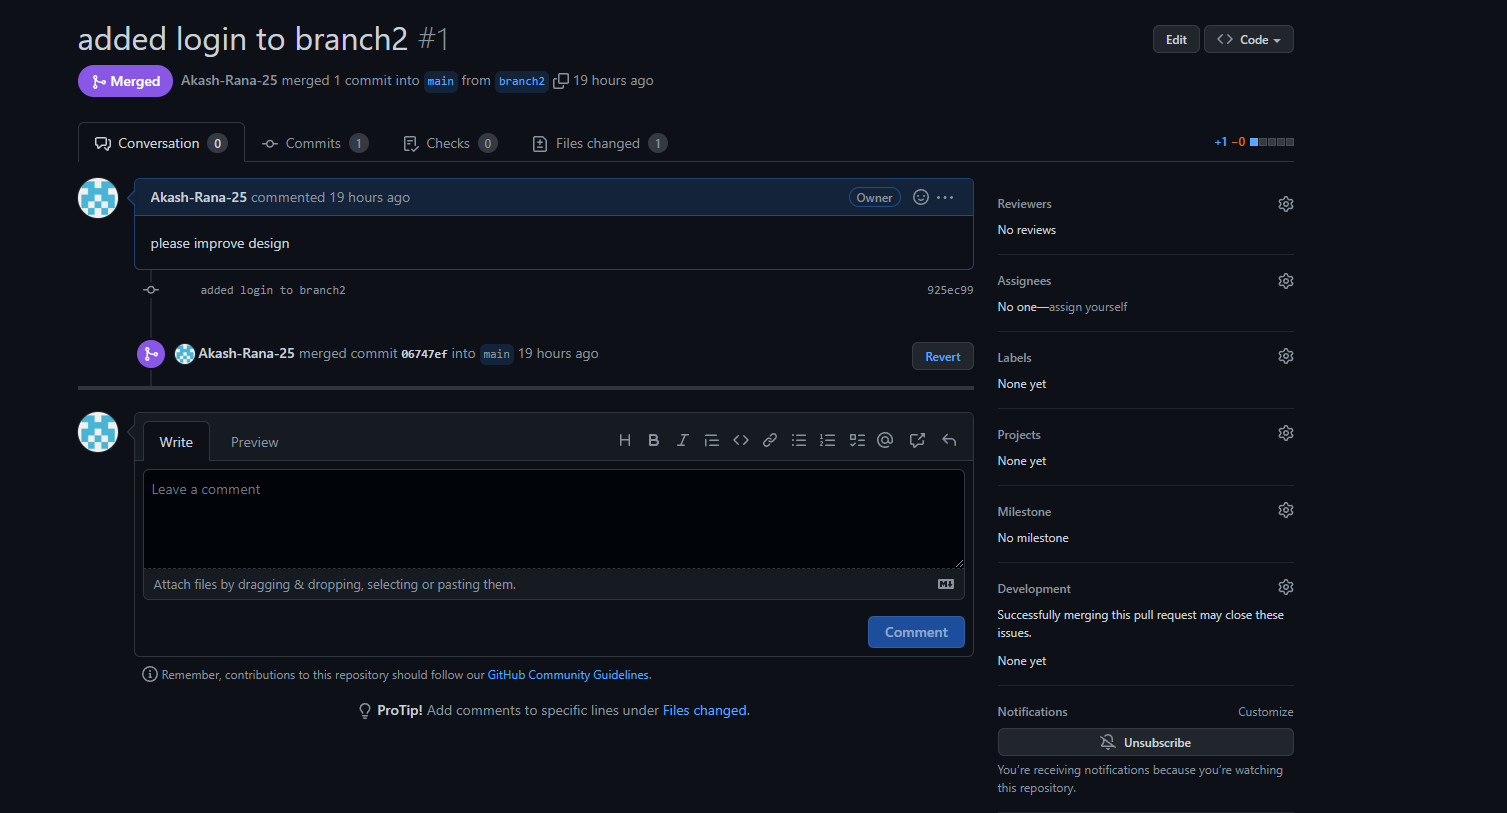 added login to branch2 #1
Edit
Code
Merged
Akash-Rana-25 merged 1 commit into main from branch2 19 hours ago
Conversation 0
Commits 1
Checks 0
Files changed 1
+1 −0
Akash-Rana-25 commented 19 hours ago
Owner
please improve design
added login to branch2
925ec99
Akash-Rana-25 merged commit 06747ef into main 19 hours ago
Revert
Write
Preview
Leave a comment
Attach files by dragging & dropping, selecting or pasting them.
Comment
Remember, contributions to this repository should follow our GitHub Community Guidelines.
ProTip! Add comments to specific lines under Files changed.
Reviewers
No reviews
Assignees
No one—assign yourself
Labels
None yet
Projects
None yet
Milestone
No milestone
Development
Successfully merging this pull request may close these
issues.
None yet
Notifications
Customize
Unsubscribe
You're receiving notifications because you're watching
this repository.